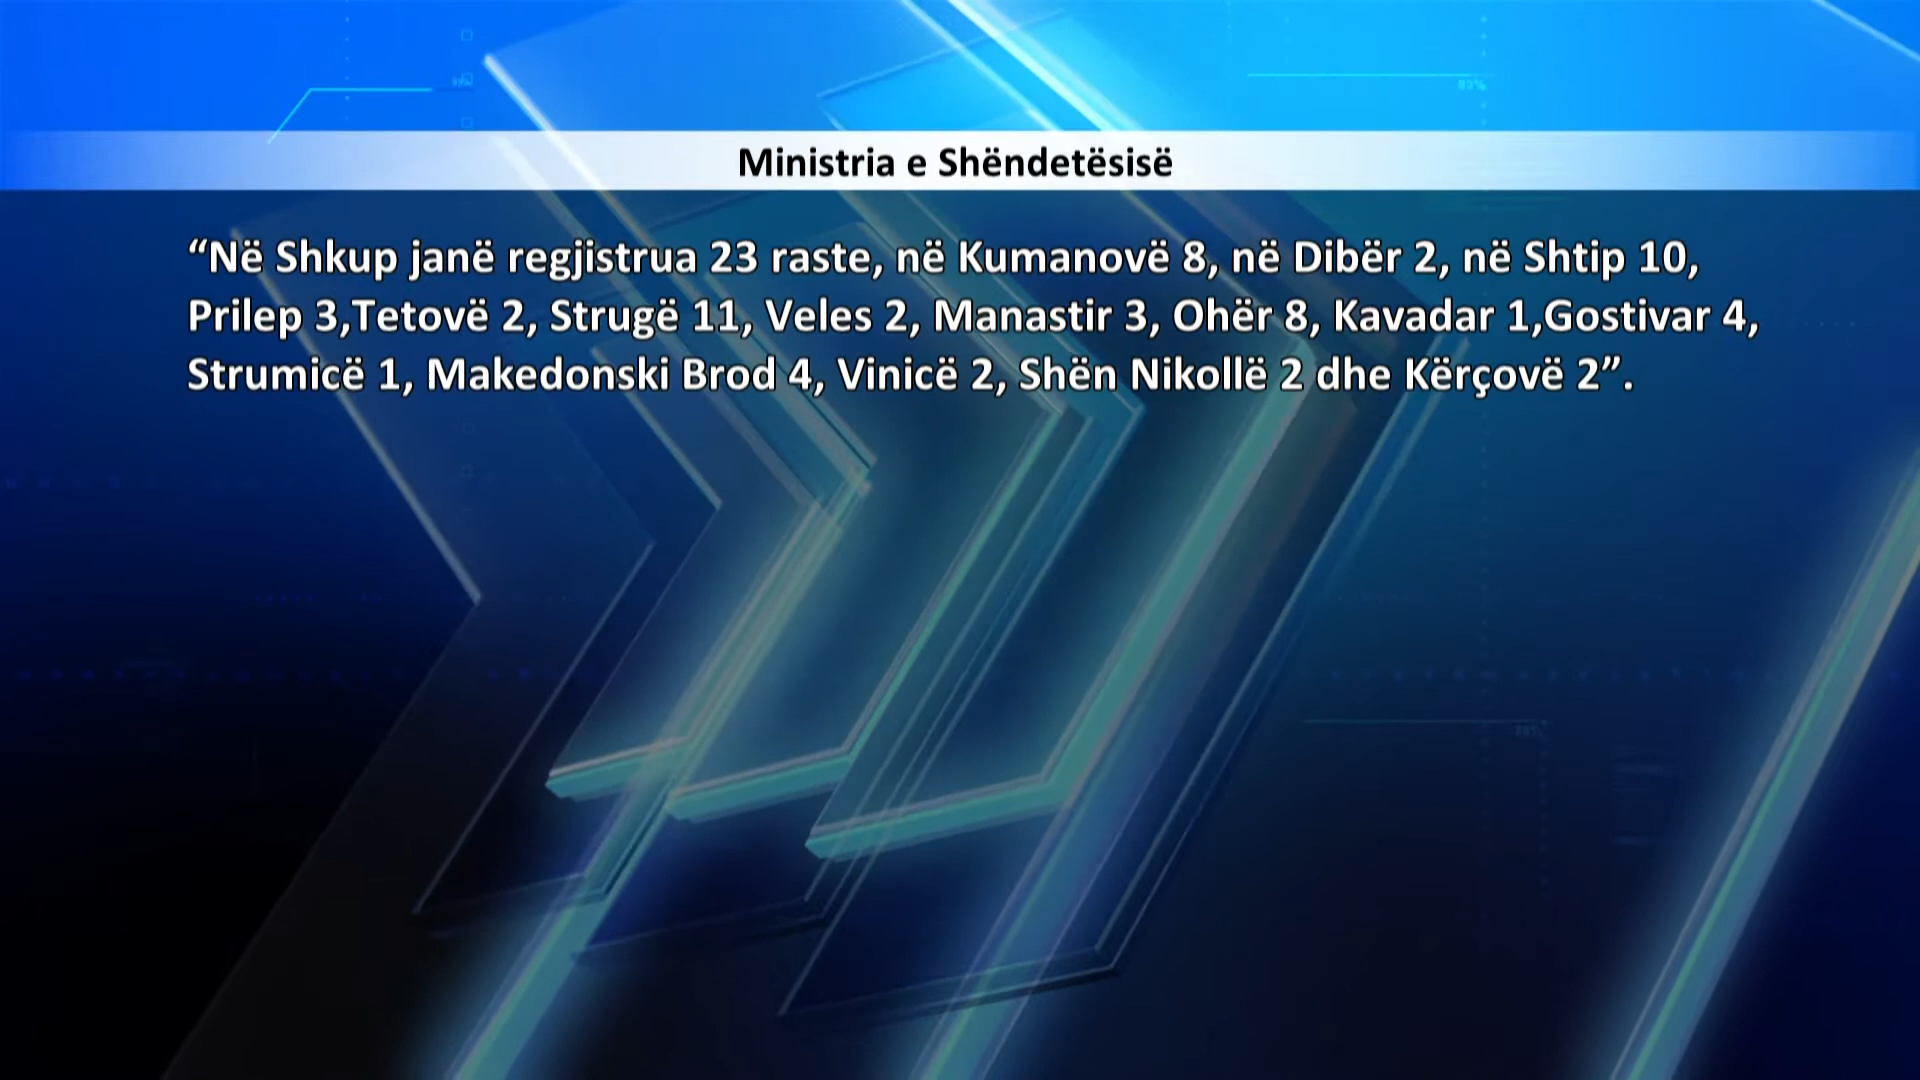 Ministria e Shëndetësisë
“Në Shkup janë regjistrua 23 raste, në Kumanovë 8, në Dibër 2, në Shtip 10,
Prilep 3,Tetovë 2, Strugë 11, Veles 2, Manastir 3, Ohër 8, Kavadar 1,Gostivar 4,
Strumicë 1, Makedonski Brod 4, Vinicë 2, Shën Nikollë 2 dhe Kërçovë 2”.